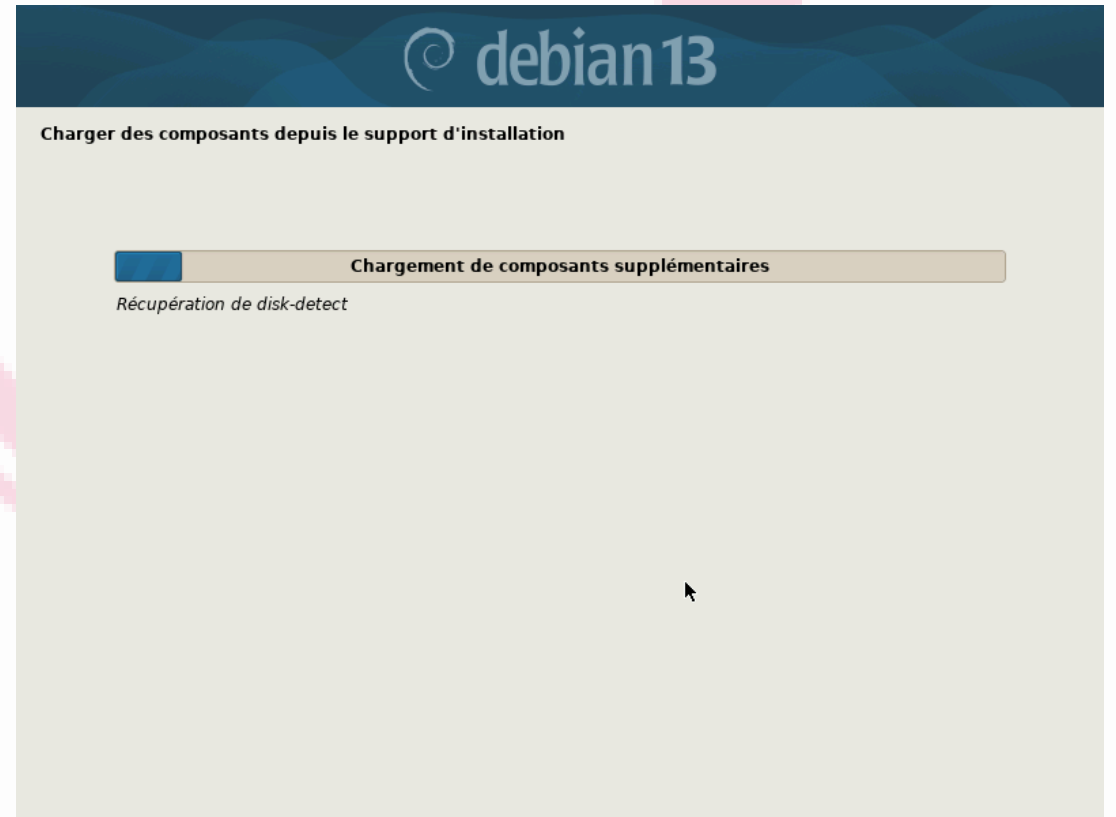 debian 13
Charger des composants depuis le support d'installation
Chargement de composants supplémentaires
Récupération de disk-detect